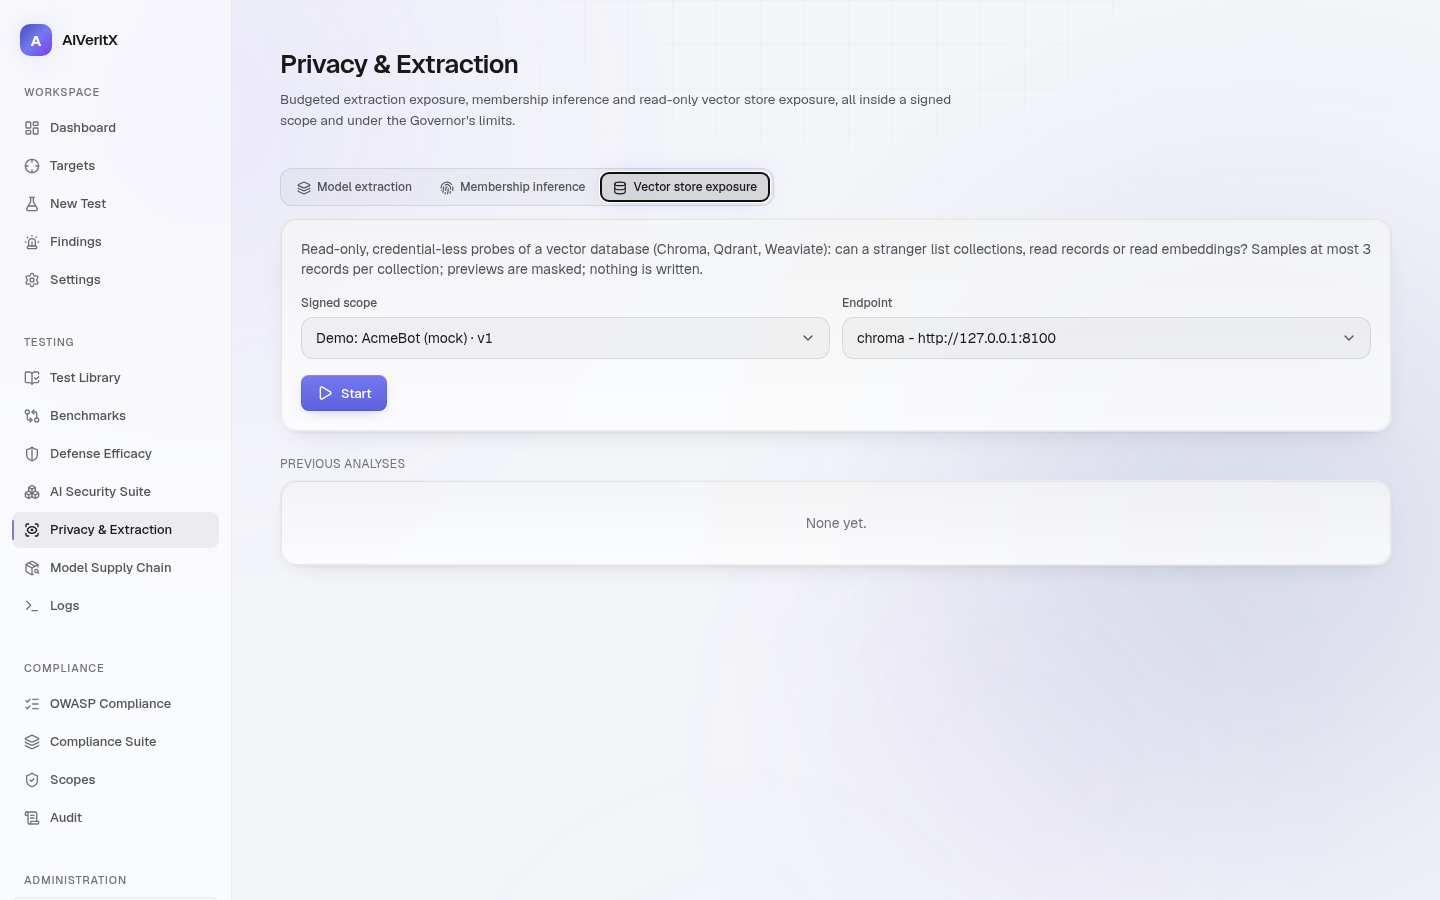 A AIVeritX
WORKSPACE
Dashboard
Targets
New Test
Findings
Settings
TESTING
Test Library
Benchmarks
Defense Efficacy
AI Security Suite
Privacy & Extraction
Model Supply Chain
Logs
COMPLIANCE
OWASP Compliance
Compliance Suite
Scopes
Audit
ADMINISTRATION
Privacy & Extraction
Budgeted extraction exposure, membership inference and read-only vector store exposure, all inside a signed
scope and under the Governor's limits.
Model extraction Membership inference Vector store exposure
Read-only, credential-less probes of a vector database (Chroma, Qdrant, Weaviate): can a stranger list collections, read records or read embeddings? Samples at most 3
records per collection; previews are masked; nothing is written.
Signed scope Endpoint
Demo: AcmeBot (mock) · v1 chroma - http://127.0.0.1:8100
Start
PREVIOUS ANALYSES
None yet.